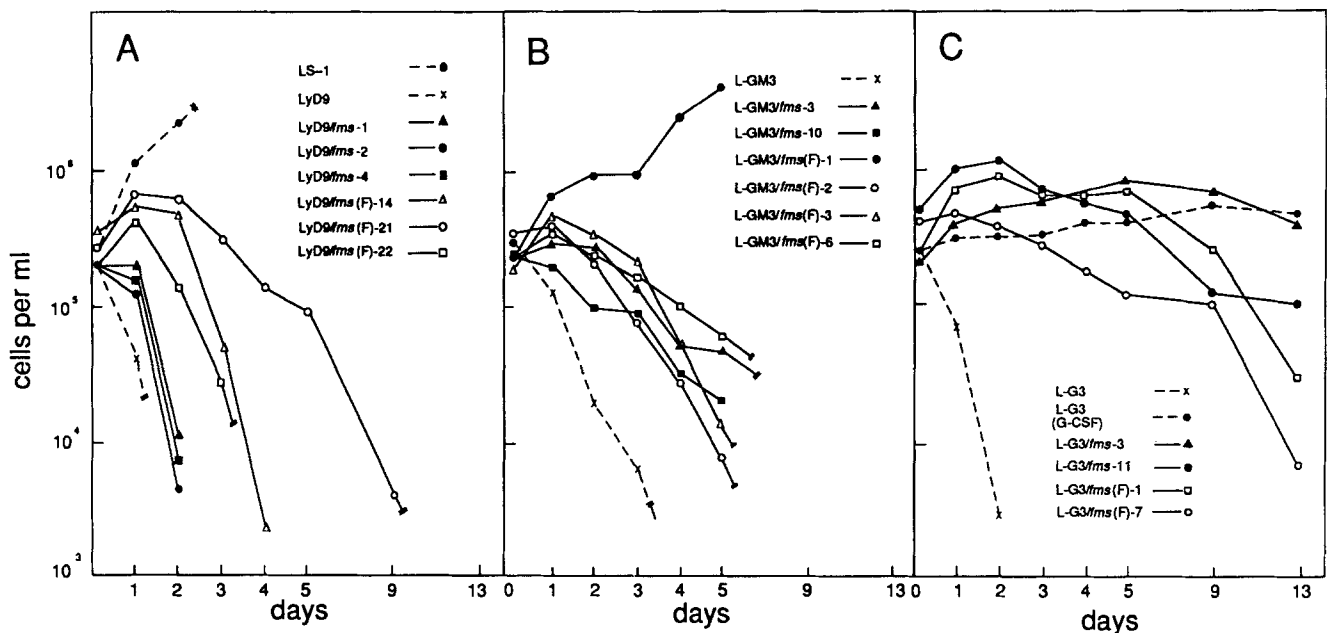 A
LS-1
LyD9
LyD9/fms-1
LyD9/fms-2
LyD9/fms-4
LyD9/fms(F)-14
LyD9/fms(F)-21
LyD9/fms(F)-22
B
L-GM3
L-GM3/fms-3
L-GM3/fms-10
L-GM3/fms(F)-1
L-GM3/fms(F)-2
L-GM3/fms(F)-3
L-GM3/fms(F)-6
C
L-G3
L-G3
(G-CSF)
L-G3/fms-3
L-G3/fms-11
L-G3/fms(F)-1
L-G3/fms(F)-7
cells per ml
10⁶
10⁵
10⁴
10³
1 2 3 4 5 9 13
days
0 1 2 3 4 5 9 13
days
0 1 2 3 4 5 9 13
days